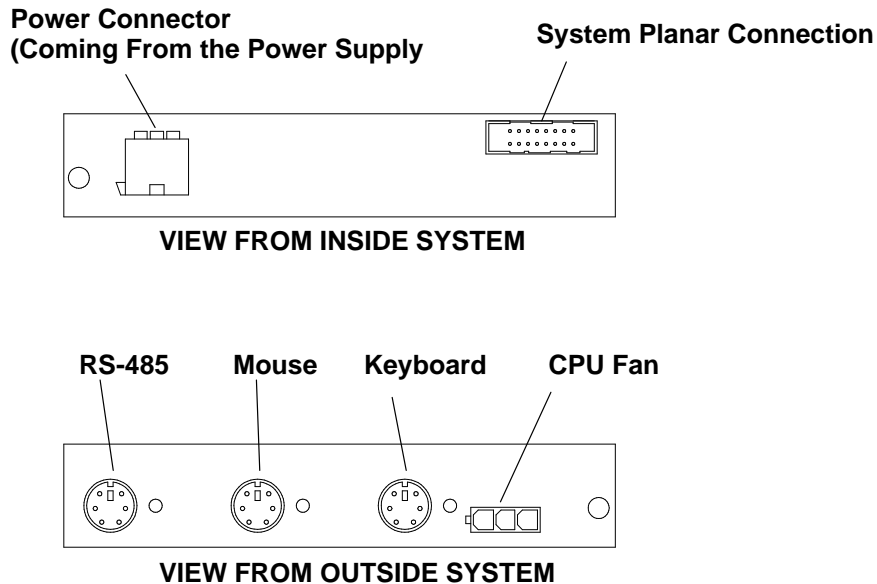 Power Connector
(Coming From the Power Supply
System Planar Connection
VIEW FROM INSIDE SYSTEM
RS-485
Mouse
Keyboard
CPU Fan
VIEW FROM OUTSIDE SYSTEM